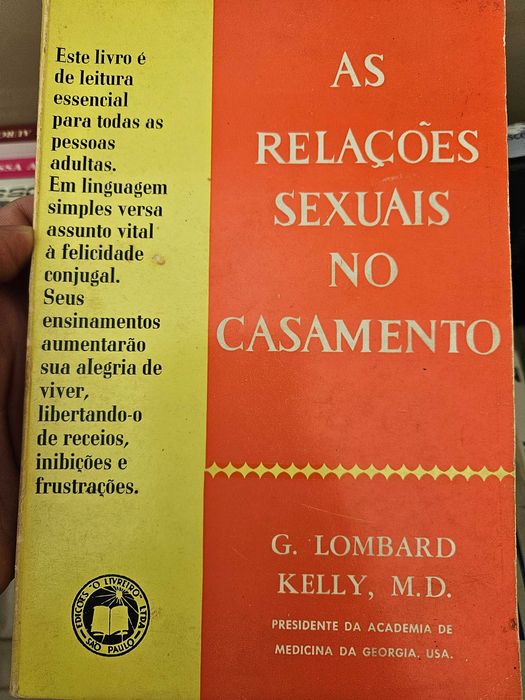 Este livro é
de leitura
essencial
para todas as
pessoas
adultas.
Em linguagem
simples versa
assunto vital
à felicidade
conjugal.
Seus
ensinamentos
aumentarão
sua alegria de
viver,
libertando-o
de receios,
inibições e
frustrações.
EDIÇÕES "O LIVREIRO" LTDA
SÃO PAULO
AS
RELAÇÕES
SEXUAIS
NO
CASAMENTO
G. LOMBARD
KELLY, M.D.
PRESIDENTE DA ACADEMIA DE
MEDICINA DA GEORGIA, USA.